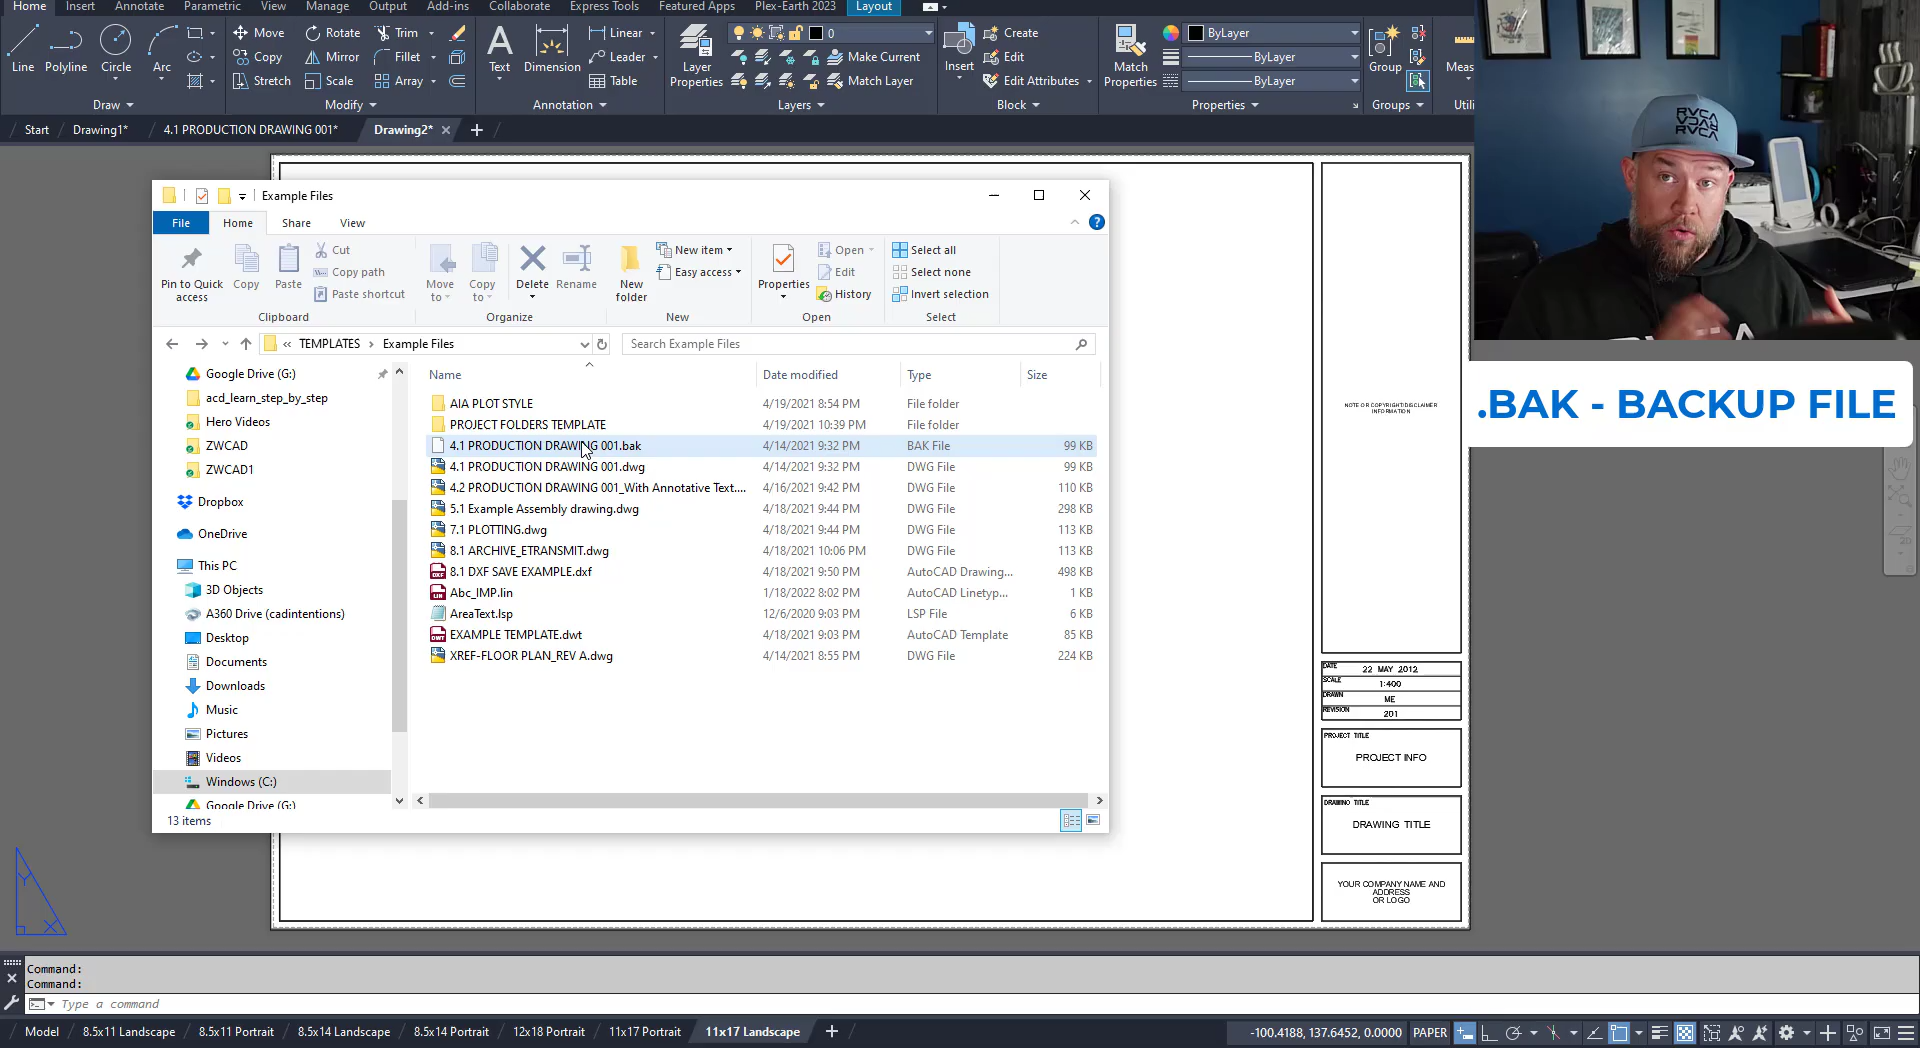 Home Insert Annotate Parametric View Manage Output Add-ins Collaborate Express Tools Featured Apps Plex-Earth 2023 Layout
Line Polyline Circle Arc
Move Rotate Trim
Copy Mirror Fillet
Stretch Scale Array
Text Dimension
Linear
Leader
Table
Layer Properties
0
Make Current
Match Layer
Insert
Create
Edit
Edit Attributes
Match Properties
ByLayer
ByLayer
ByLayer
Group
Meas
Draw Modify Annotation Layers Block Properties Groups Utili
Start Drawing1* 4.1 PRODUCTION DRAWING 001* Drawing2*
Example Files
File Home Share View
Pin to Quick access
Copy
Paste
Cut
Copy path
Paste shortcut
Move to
Copy to
Delete
Rename
New folder
New item
Easy access
Properties
Open
Edit
History
Select all
Select none
Invert selection
Clipboard Organize New Open Select
« TEMPLATES › Example Files
Search Example Files
Google Drive (G:)
acd_learn_step_by_step
Hero Videos
ZWCAD
ZWCAD1
Dropbox
OneDrive
This PC
3D Objects
A360 Drive (cadintentions)
Desktop
Documents
Downloads
Music
Pictures
Videos
Windows (C:)
Google Drive (G:)
Name Date modified Type Size
AIA PLOT STYLE 4/19/2021 8:54 PM File folder
PROJECT FOLDERS TEMPLATE 4/19/2021 10:39 PM File folder
4.1 PRODUCTION DRAWING 001.bak 4/14/2021 9:32 PM BAK File 99 KB
4.1 PRODUCTION DRAWING 001.dwg 4/14/2021 9:32 PM DWG File 99 KB
4.2 PRODUCTION DRAWING 001_With Annotative Text.... 4/16/2021 9:42 PM DWG File 110 KB
5.1 Example Assembly drawing.dwg 4/18/2021 9:44 PM DWG File 298 KB
7.1 PLOTTING.dwg 4/18/2021 9:44 PM DWG File 113 KB
8.1 ARCHIVE_ETRANSMIT.dwg 4/18/2021 10:06 PM DWG File 113 KB
8.1 DXF SAVE EXAMPLE.dxf 4/18/2021 9:50 PM AutoCAD Drawing... 498 KB
Abc_IMP.lin 1/18/2022 8:02 PM AutoCAD Linetyp... 1 KB
AreaText.lsp 12/6/2020 9:03 PM LSP File 6 KB
EXAMPLE TEMPLATE.dwt 4/18/2021 9:03 PM AutoCAD Template 85 KB
XREF-FLOOR PLAN_REV A.dwg 4/14/2021 8:55 PM DWG File 224 KB
13 items
RVCA
RVCA
.BAK - BACKUP FILE
NOTE OR COPYRIGHT/DISCLAIMER
INFORMATION
DATE 22 MAY 2012
SCALE 1:400
DRAWN ME
REVISION 201
PROJECT TITLE
PROJECT INFO
DRAWING TITLE
DRAWING TITLE
YOUR COMPANY NAME AND
ADDRESS
OR LOGO
Y
X
Command:
Command:
Type a command
Model 8.5x11 Landscape 8.5x11 Portrait 8.5x14 Landscape 8.5x14 Portrait 12x18 Portrait 11x17 Portrait 11x17 Landscape
-100.4188, 137.6452, 0.0000 PAPER